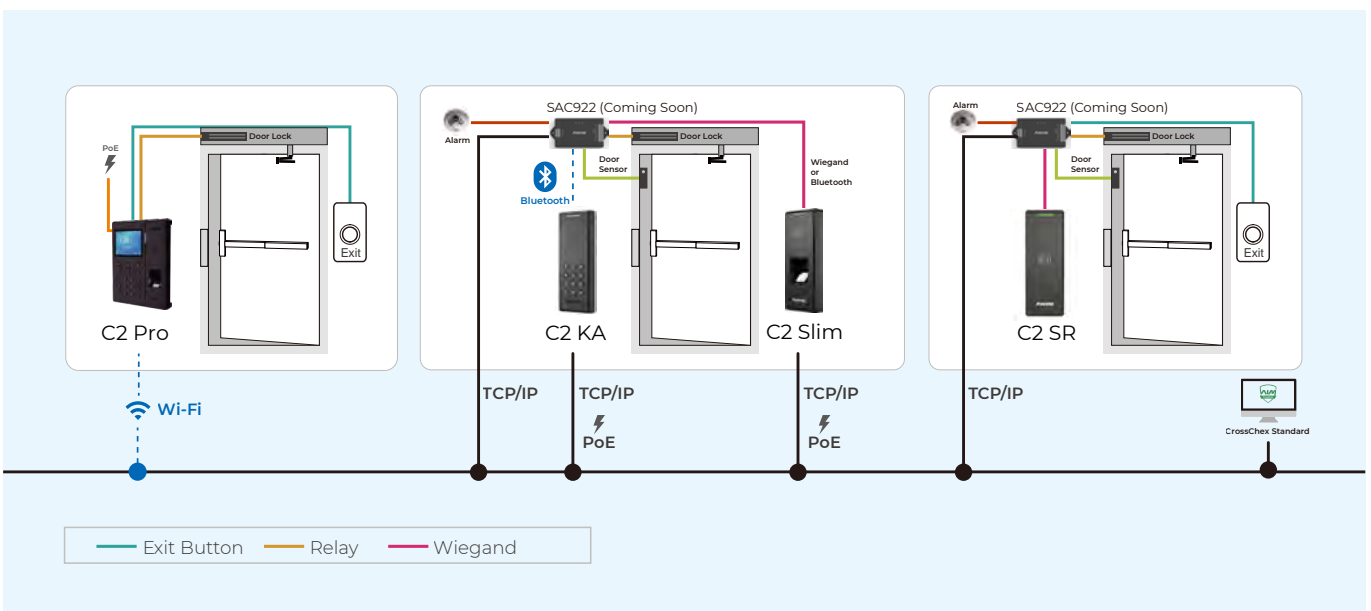 PoE
Door Lock
Exit
C2 Pro
Wi-Fi
SAC922 (Coming Soon)
Alarm
Door Lock
Door
Sensor
Bluetooth
Wiegand
or
Bluetooth
C2 KA
C2 Slim
TCP/IP
TCP/IP
PoE
TCP/IP
PoE
SAC922 (Coming Soon)
Alarm
Door Lock
Door
Sensor
Exit
C2 SR
TCP/IP
CrossChex Standard
Exit Button
Relay
Wiegand